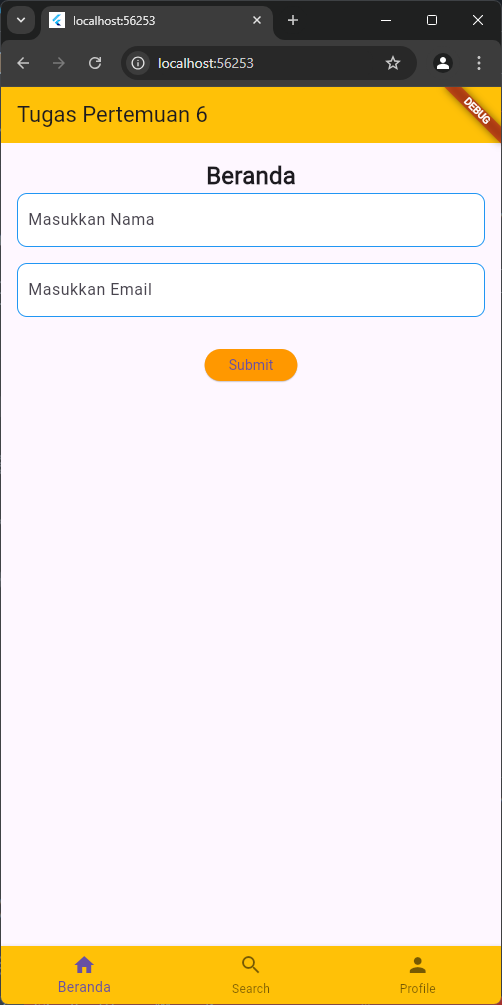 localhost:56253
localhost:56253
Tugas Pertemuan 6
DEBUG
Beranda
Masukkan Nama
Masukkan Email
Submit
Beranda
Search
Profile